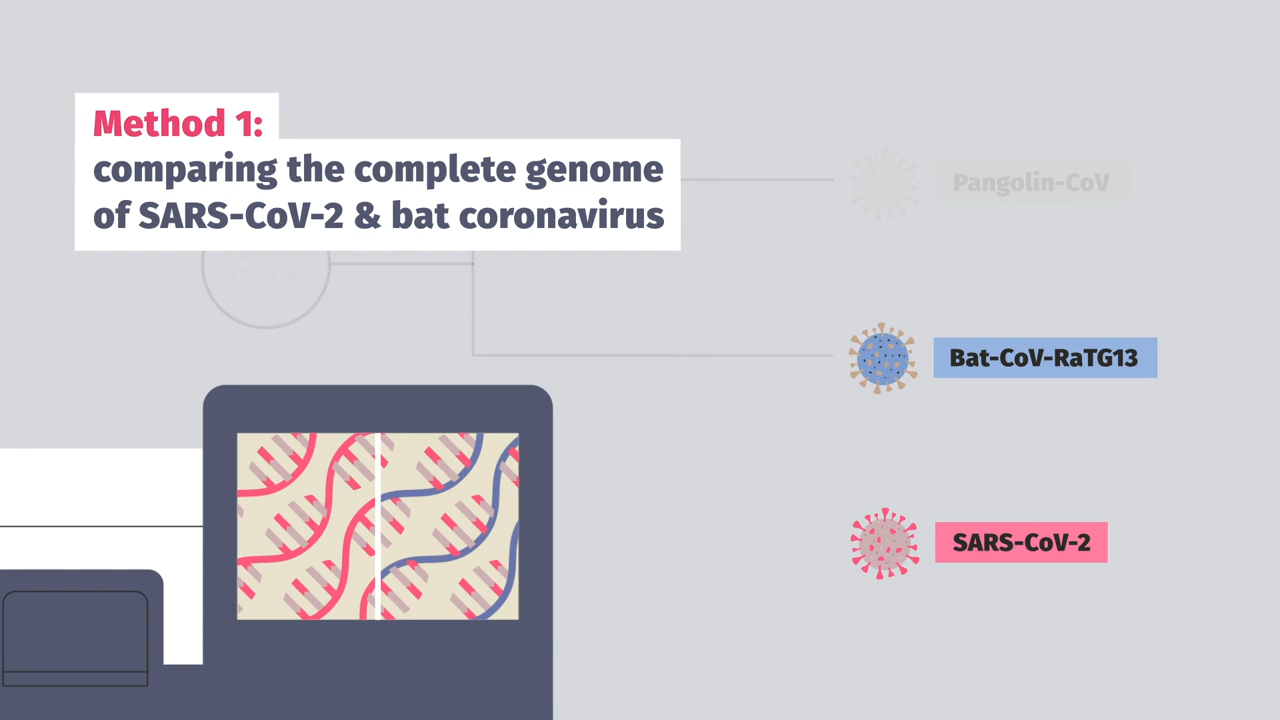 Method 1:
comparing the complete genome
of SARS-CoV-2 & bat coronavirus
Pangolin-CoV
Bat-CoV-RaTG13
SARS-CoV-2